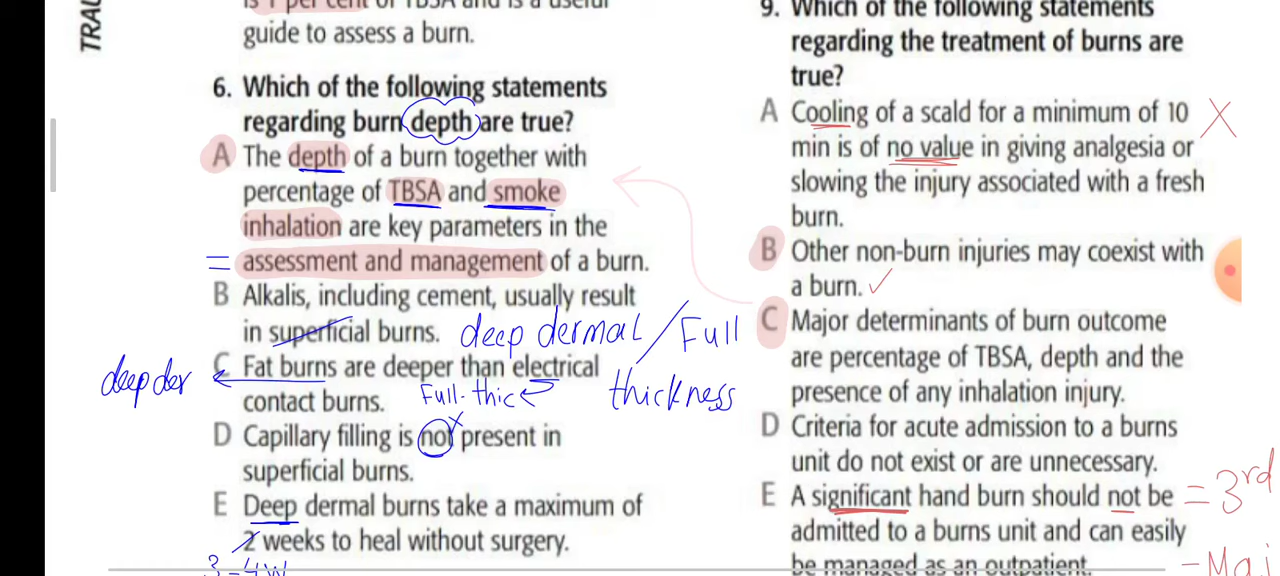 TRAU
is 1 per cent of TBSA and is a useful
guide to assess a burn.
6. Which of the following statements
regarding burn depth are true?
A The depth of a burn together with
percentage of TBSA and smoke
inhalation are key parameters in the
= assessment and management of a burn.
B Alkalis, including cement, usually result
in superficial burns. deep dermal / Full
thickness
deep der C Fat burns are deeper than electrical
contact burns. Full-thic
D Capillary filling is not present in
superficial burns.
E Deep dermal burns take a maximum of
2 weeks to heal without surgery.
3-4w
9. Which of the following statements
regarding the treatment of burns are
true?
A Cooling of a scald for a minimum of 10 X
min is of no value in giving analgesia or
slowing the injury associated with a fresh
burn.
B Other non-burn injuries may coexist with
a burn. ✓
C Major determinants of burn outcome
are percentage of TBSA, depth and the
presence of any inhalation injury.
D Criteria for acute admission to a burns
unit do not exist or are unnecessary.
E A significant hand burn should not be = 3rd
admitted to a burns unit and can easily
be managed as an outpatient. - Maj